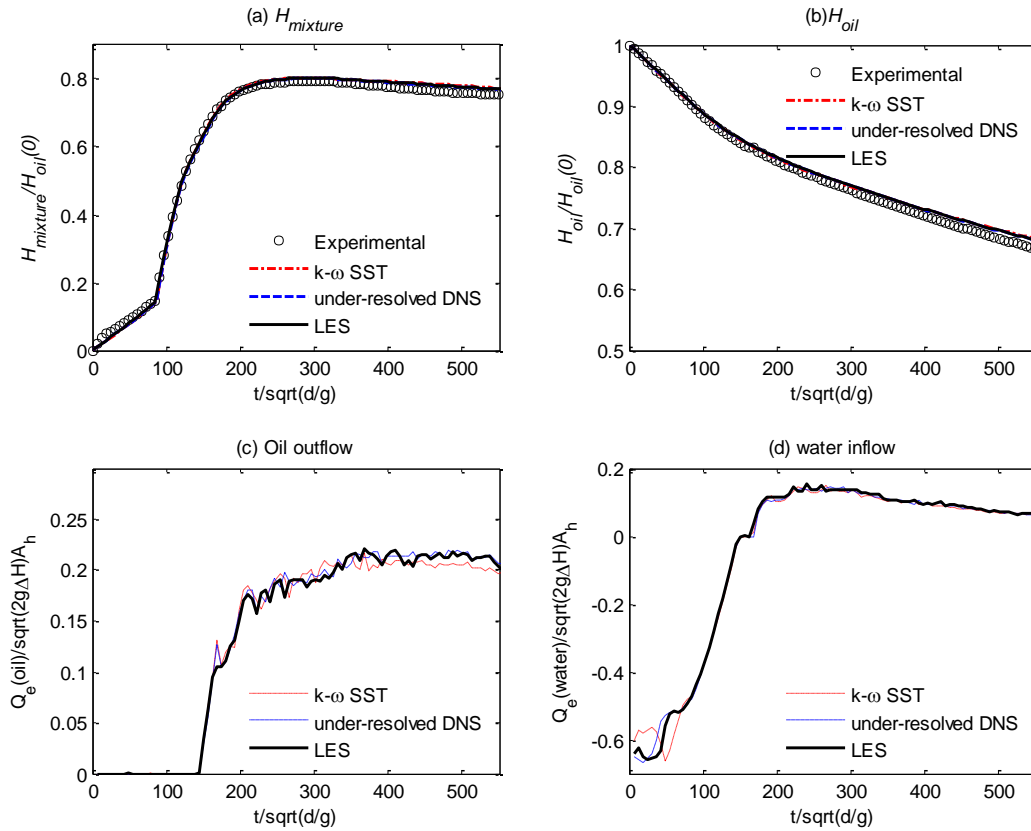 (a) H_mixture
H_mixture/H_oil(0)
0.8
0.6
0.4
0.2
0
Experimental
k-ω SST
under-resolved DNS
LES
0 100 200 300 400 500
t/sqrt(d/g)
(b)H_oil
H_oil/H_oil(0)
1
0.9
0.8
0.7
0.6
0.5
Experimental
k-ω SST
under-resolved DNS
LES
0 100 200 300 400 500
t/sqrt(d/g)
(c) Oil outflow
Q_e(oil)/sqrt(2gΔH)A_h
0.25
0.2
0.15
0.1
0.05
0
k-ω SST
under-resolved DNS
LES
0 100 200 300 400 500
t/sqrt(d/g)
(d) water inflow
Q_e(water)/sqrt(2gΔH)A_h
0.2
0
-0.2
-0.4
-0.6
k-ω SST
under-resolved DNS
LES
0 100 200 300 400 500
t/sqrt(d/g)